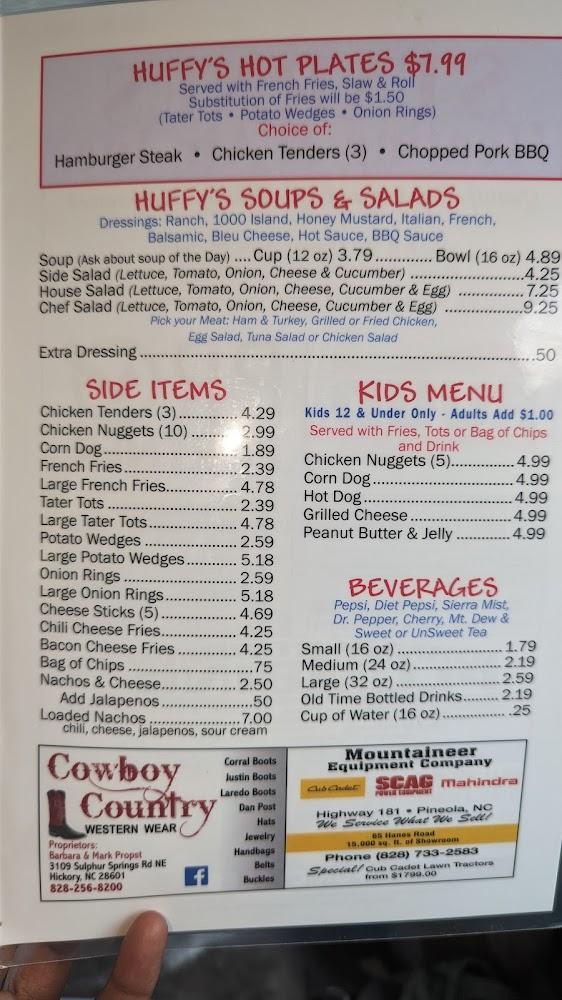 HUFFY'S HOT PLATES $7.99
Served with French Fries, Slaw & Roll
Substitution of Fries will be $1.50
(Tater Tots • Potato Wedges • Onion Rings)
Choice of:
Hamburger Steak • Chicken Tenders (3) • Chopped Pork BBQ
HUFFY'S SOUPS & SALADS
Dressings: Ranch, 1000 Island, Honey Mustard, Italian, French,
Balsamic, Bleu Cheese, Hot Sauce, BBQ Sauce
Soup (Ask about soup of the Day) .... Cup (12 oz) 3.79............. Bowl (16 oz) 4.89
Side Salad (Lettuce, Tomato, Onion, Cheese & Cucumber) ..........................4.25
House Salad (Lettuce, Tomato, Onion, Cheese, Cucumber & Egg) ...............7.25
Chef Salad (Lettuce, Tomato, Onion, Cheese, Cucumber & Egg) ..................9.25
Pick your Meat: Ham & Turkey, Grilled or Fried Chicken,
Egg Salad, Tuna Salad or Chicken Salad
Extra Dressing .....................................................................................50
SIDE ITEMS
Chicken Tenders (3)............. 4.29
Chicken Nuggets (10) .......... 2.99
Corn Dog............................... 1.89
French Fries.......................... 2.39
Large French Fries................ 4.78
Tater Tots .............................. 2.39
Large Tater Tots.................... 4.78
Potato Wedges ..................... 2.59
Large Potato Wedges............ 5.18
Onion Rings .......................... 2.59
Large Onion Rings................. 5.18
Cheese Sticks (5).................. 4.69
Chili Cheese Fries................. 4.25
Bacon Cheese Fries .............. 4.25
Bag of Chips ............................75
Nachos & Cheese.................. 2.50
Add Jalapenos .....................50
Loaded Nachos .................... 7.00
chili, cheese, jalapenos, sour cream
KIDS MENU
Kids 12 & Under Only - Adults Add $1.00
Served with Fries, Tots or Bag of Chips
and Drink
Chicken Nuggets (5)............... 4.99
Corn Dog................................. 4.99
Hot Dog................................... 4.99
Grilled Cheese ........................ 4.99
Peanut Butter & Jelly .............. 4.99
BEVERAGES
Pepsi, Diet Pepsi, Sierra Mist,
Dr. Pepper, Cherry, Mt. Dew &
Sweet or UnSweet Tea
Small (16 oz) .......................... 1.79
Medium (24 oz)....................... 2.19
Large (32 oz) .......................... 2.59
Old Time Bottled Drinks........ 2.19
Cup of Water (16 oz)................ .25
Cowboy
Country
WESTERN WEAR
Proprietors:
Barbara & Mark Propst
3109 Sulphur Springs Rd NE
Hickory, NC 28601
828-256-8200
f
Corral Boots
Justin Boots
Laredo Boots
Dan Post
Hats
Jewelry
Handbags
Belts
Buckles
Mountaineer
Equipment Company
Cub Cadet SCAG POWER EQUIPMENT Mahindra
Highway 181 • Pineola, NC
We Service What We Sell!
65 Hanes Road
15,000 sq. ft. of Showroom
Phone (828) 733-2583
Special! Cub Cadet Lawn Tractors
from $1799.00